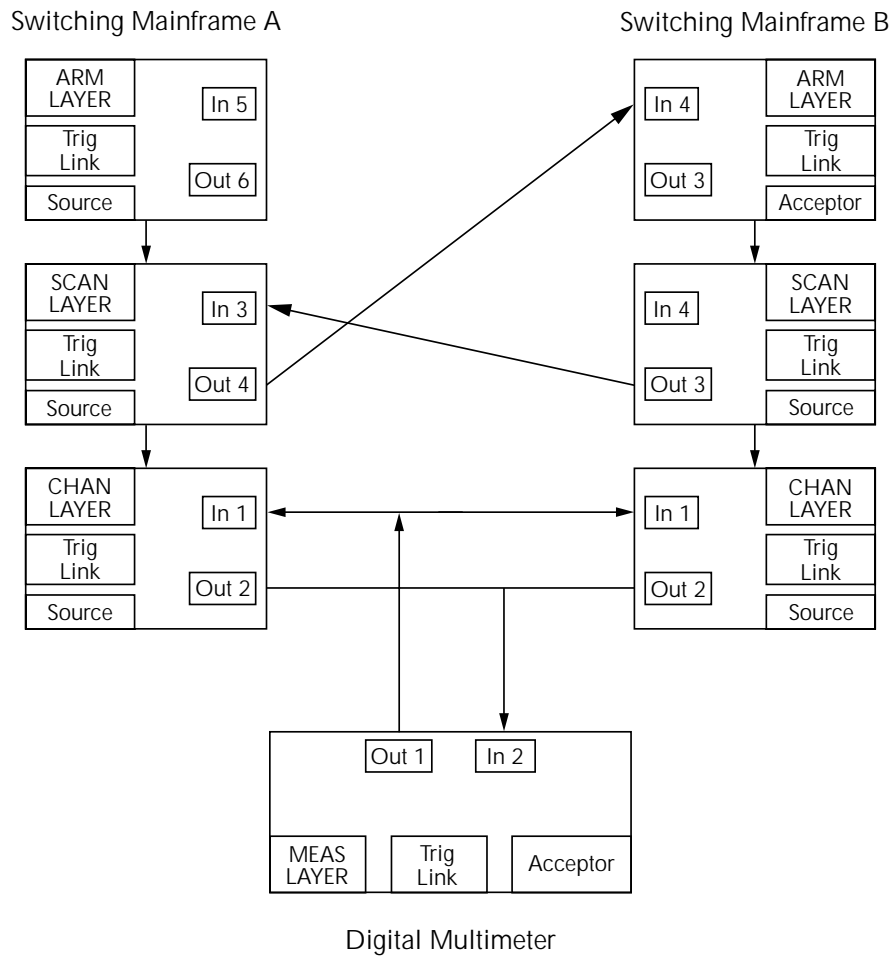 Switching Mainframe A
ARM
LAYER
Trig
Link
Source
In 5
Out 6
SCAN
LAYER
Trig
Link
Source
In 3
Out 4
CHAN
LAYER
Trig
Link
Source
In 1
Out 2
Switching Mainframe B
In 4
Out 3
ARM
LAYER
Trig
Link
Acceptor
In 4
Out 3
SCAN
LAYER
Trig
Link
Source
In 1
Out 2
CHAN
LAYER
Trig
Link
Source
Out 1
In 2
MEAS
LAYER
Trig
Link
Acceptor
Digital Multimeter